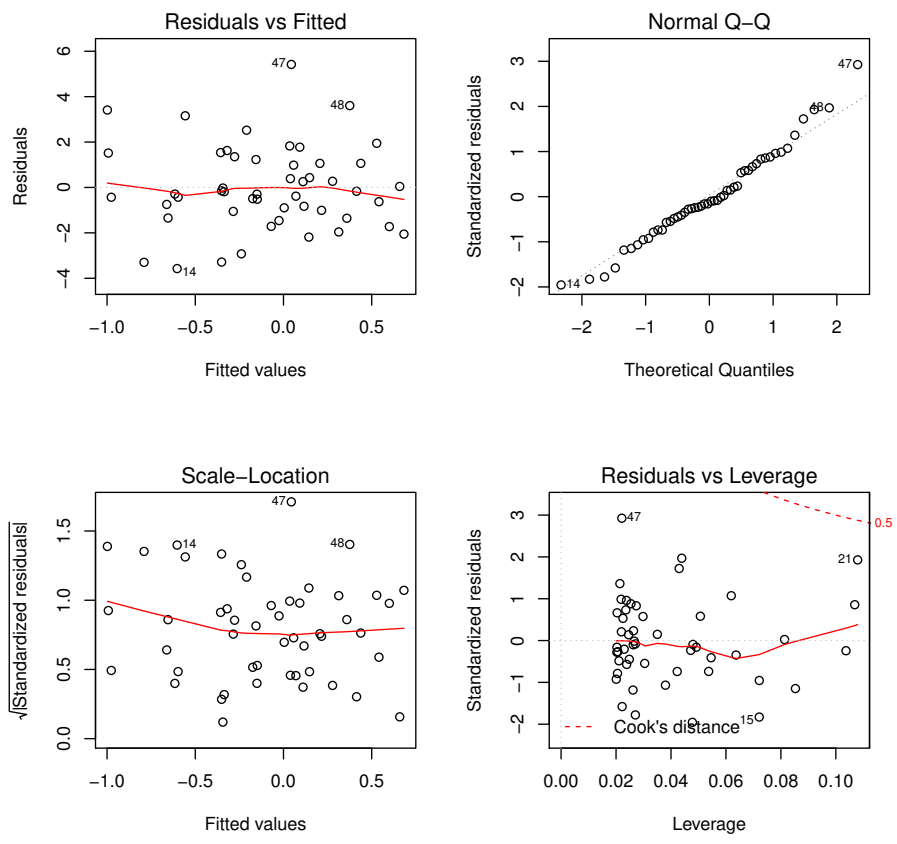 Residuals vs Fitted
Residuals
6
4
2
0
−2
−4
47
48
14
−1.0 −0.5 0.0 0.5
Fitted values
Normal Q−Q
Standardized residuals
3
2
1
0
−1
−2
47
48
14
−2 −1 0 1 2
Theoretical Quantiles
Scale−Location
√|Standardized residuals|
1.5
1.0
0.5
0.0
47
48
14
−1.0 −0.5 0.0 0.5
Fitted values
Residuals vs Leverage
Standardized residuals
3
2
1
0
−1
−2
47
0.5
21
15
Cook's distance
0.00 0.02 0.04 0.06 0.08 0.10
Leverage